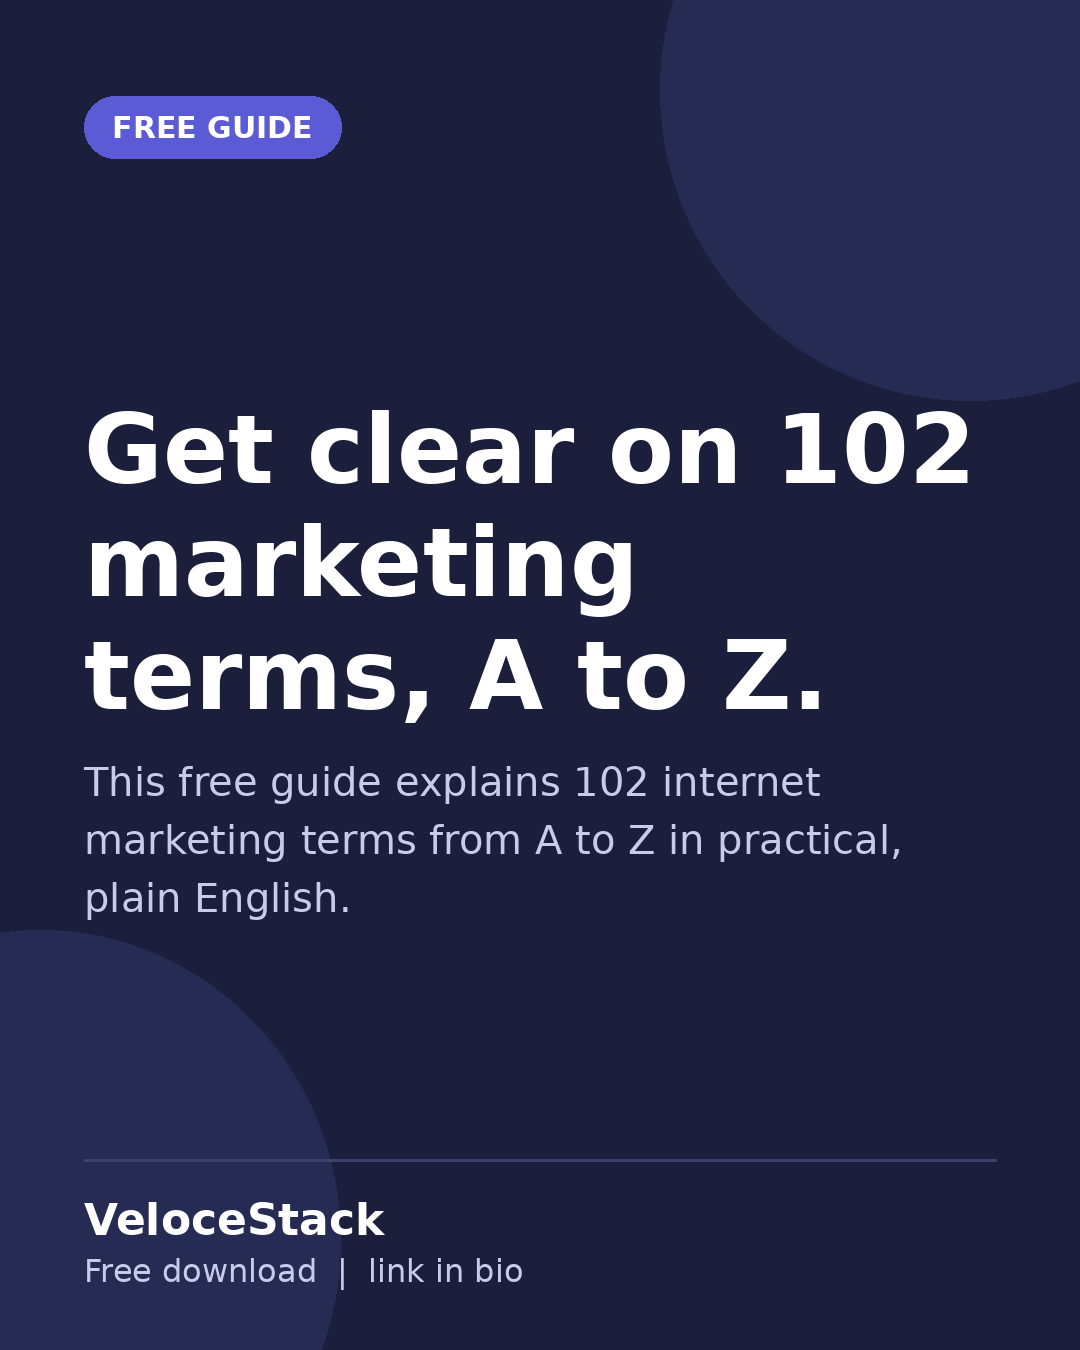 FREE GUIDE
Get clear on 102
marketing
terms, A to Z.
This free guide explains 102 internet
marketing terms from A to Z in practical,
plain English.
VeloceStack
Free download | link in bio